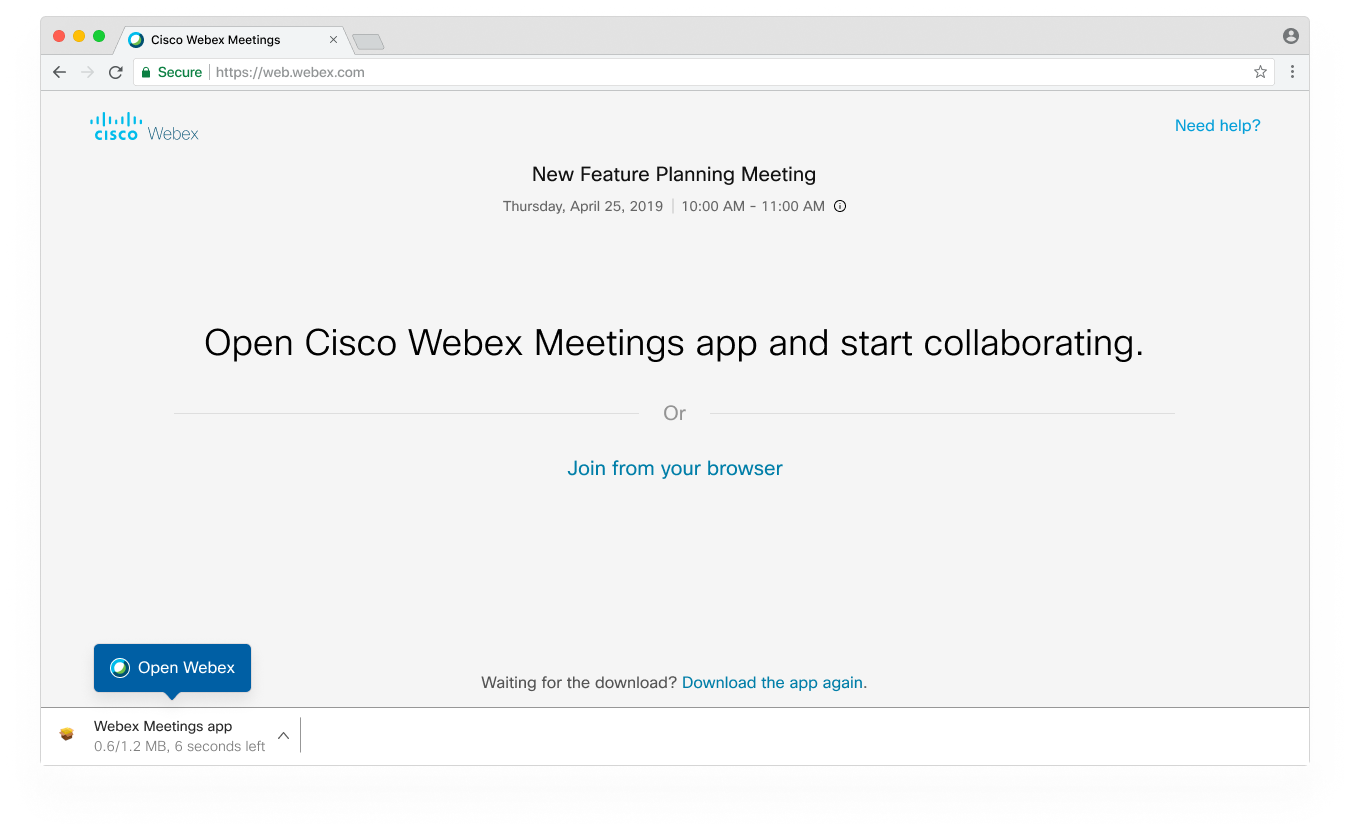 Cisco Webex Meetings
Secure https://web.webex.com
CISCO Webex
Need help?
New Feature Planning Meeting
Thursday, April 25, 2019 | 10:00 AM - 11:00 AM
Open Cisco Webex Meetings app and start collaborating.
Or
Join from your browser
Open Webex
Waiting for the download? Download the app again.
Webex Meetings app
0.6/1.2 MB, 6 seconds left